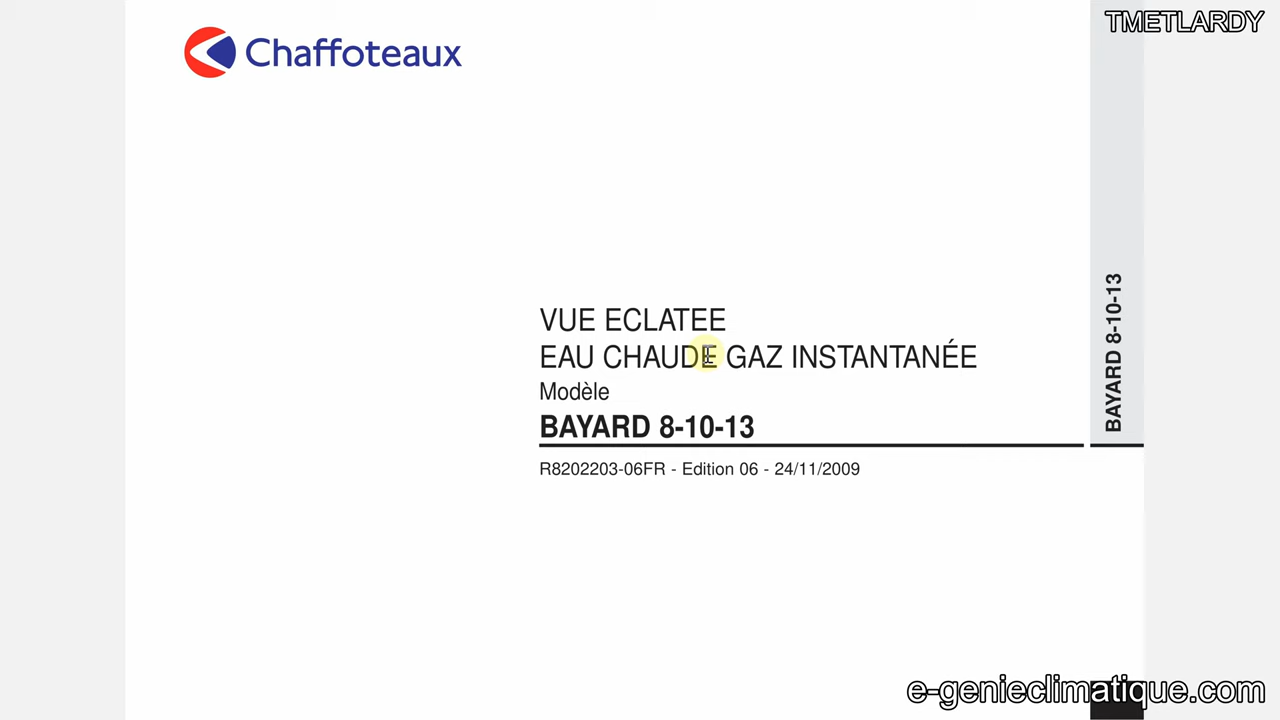 TMETLARDY
Chaffoteaux
VUE ECLATEE
EAU CHAUDE GAZ INSTANTANÉE
Modèle
BAYARD 8-10-13
R8202203-06FR - Edition 06 - 24/11/2009
BAYARD 8-10-13
e-genieclimatique.com